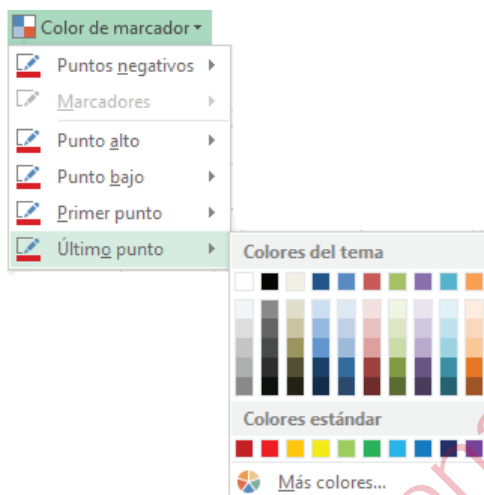 Color de marcador
Puntos negativos
Marcadores
Punto alto
Punto bajo
Primer punto
Último punto
Colores del tema
Colores estándar
Más colores...